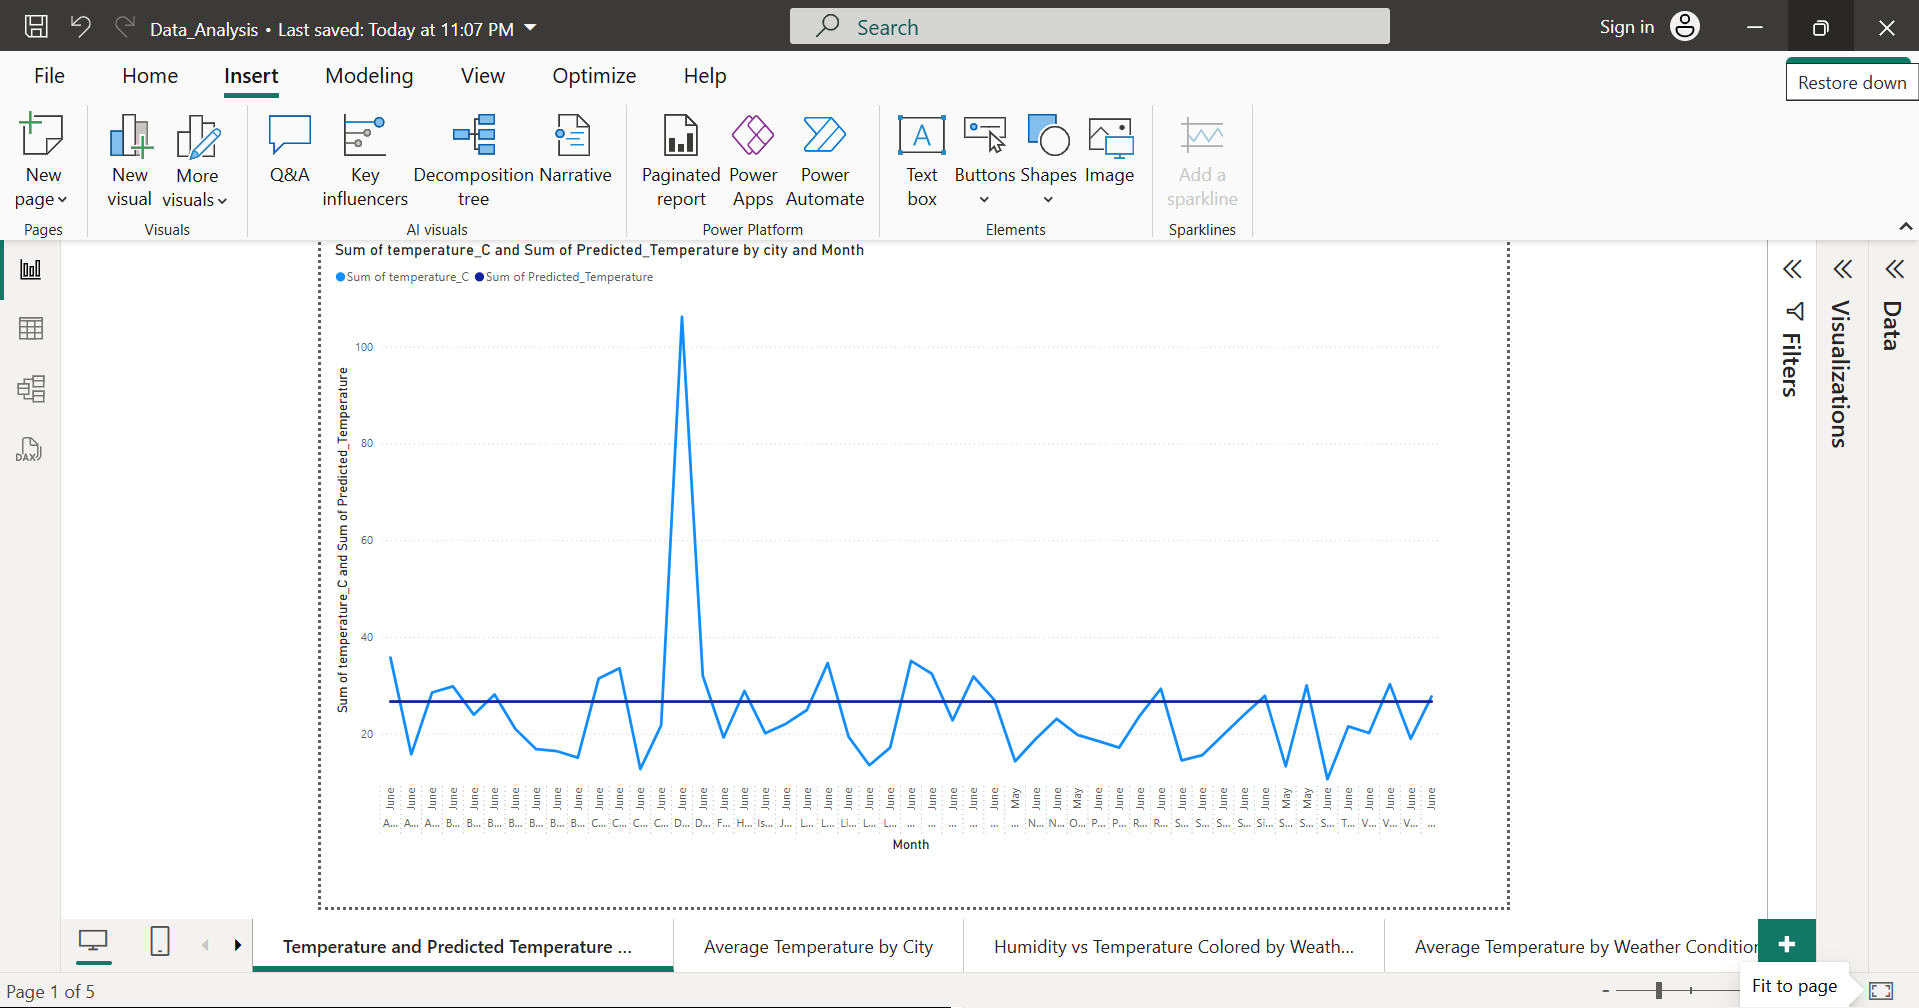 Data_Analysis • Last saved: Today at 11:07 PM
Search
Sign in
File Home Insert Modeling View Optimize Help
Restore down
New page
Pages
New visual
More visuals
Visuals
Q&A
Key influencers
Decomposition tree
Narrative
AI visuals
Paginated report
Power Apps
Power Automate
Power Platform
A
Text box
Buttons
Shapes
Image
Elements
Add a sparkline
Sparklines
DAX
Sum of temperature_C and Sum of Predicted_Temperature by city and Month
Sum of temperature_C Sum of Predicted_Temperature
Sum of temperature_C and Sum of Predicted_Temperature
100
80
60
40
20
June June June June June June June June June June June June June June June June June June June June June June June June June June June June June June May June June May June June June June June June June June June May May June June June June June June
A... A... A... B... B... B... B... B... B... B... C... C... C... C... D... D... F... H... Is... J... L... L... Li... L... L... ... ... ... ... ... ... N... N... O... P... P... R... R... S... S... S... S... Si... S... S... S... T... V... V... V... ...
Month
Filters
Visualizations
Data
Temperature and Predicted Temperature ... Average Temperature by City Humidity vs Temperature Colored by Weath... Average Temperature by Weather Condition
Page 1 of 5
Fit to page